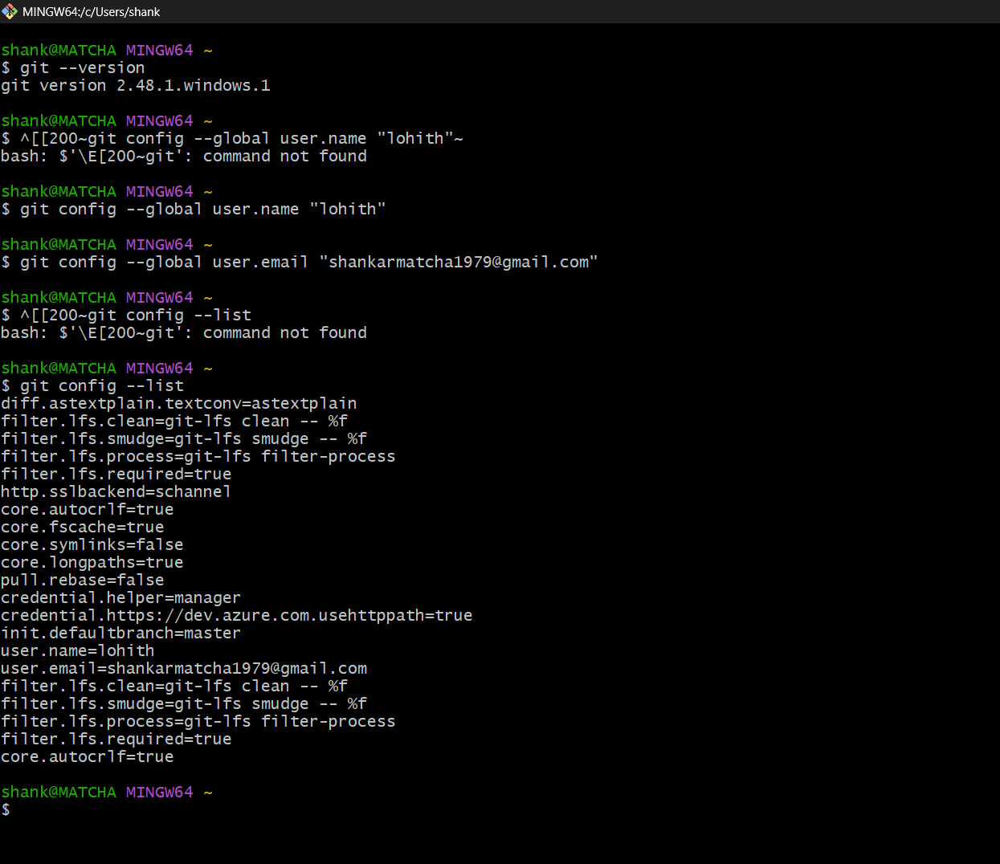 MINGW64:/c/Users/shank
shank@MATCHA MINGW64 ~
$ git --version
git version 2.48.1.windows.1
shank@MATCHA MINGW64 ~
$ ^[[200~git config --global user.name "lohith"~
bash: $'\E[200~git': command not found
shank@MATCHA MINGW64 ~
$ git config --global user.name "lohith"
shank@MATCHA MINGW64 ~
$ git config --global user.email "shankarmatcha1979@gmail.com"
shank@MATCHA MINGW64 ~
$ ^[[200~git config --list
bash: $'\E[200~git': command not found
shank@MATCHA MINGW64 ~
$ git config --list
diff.astextplain.textconv=astextplain
filter.lfs.clean=git-lfs clean -- %f
filter.lfs.smudge=git-lfs smudge -- %f
filter.lfs.process=git-lfs filter-process
filter.lfs.required=true
http.sslbackend=schannel
core.autocrlf=true
core.fscache=true
core.symlinks=false
core.longpaths=true
pull.rebase=false
credential.helper=manager
credential.https://dev.azure.com.usehttppath=true
init.defaultbranch=master
user.name=lohith
user.email=shankarmatcha1979@gmail.com
filter.lfs.clean=git-lfs clean -- %f
filter.lfs.smudge=git-lfs smudge -- %f
filter.lfs.process=git-lfs filter-process
filter.lfs.required=true
core.autocrlf=true
shank@MATCHA MINGW64 ~
$